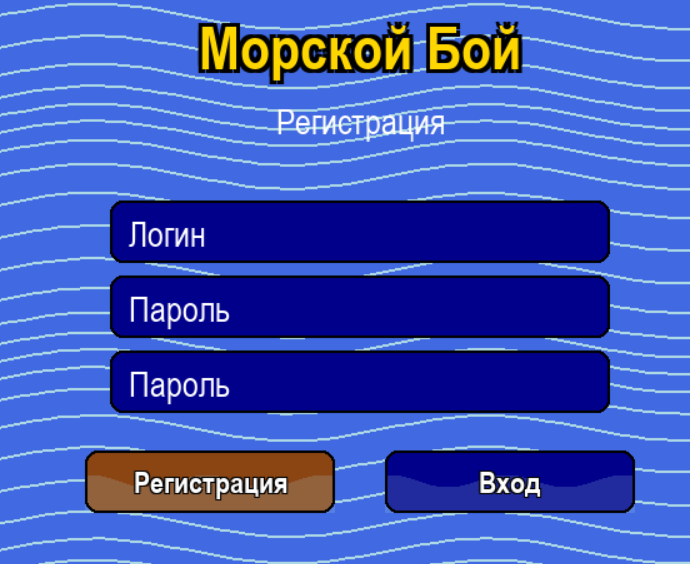 Морской Бой
Регистрация
Логин
Пароль
Пароль
Регистрация
Вход